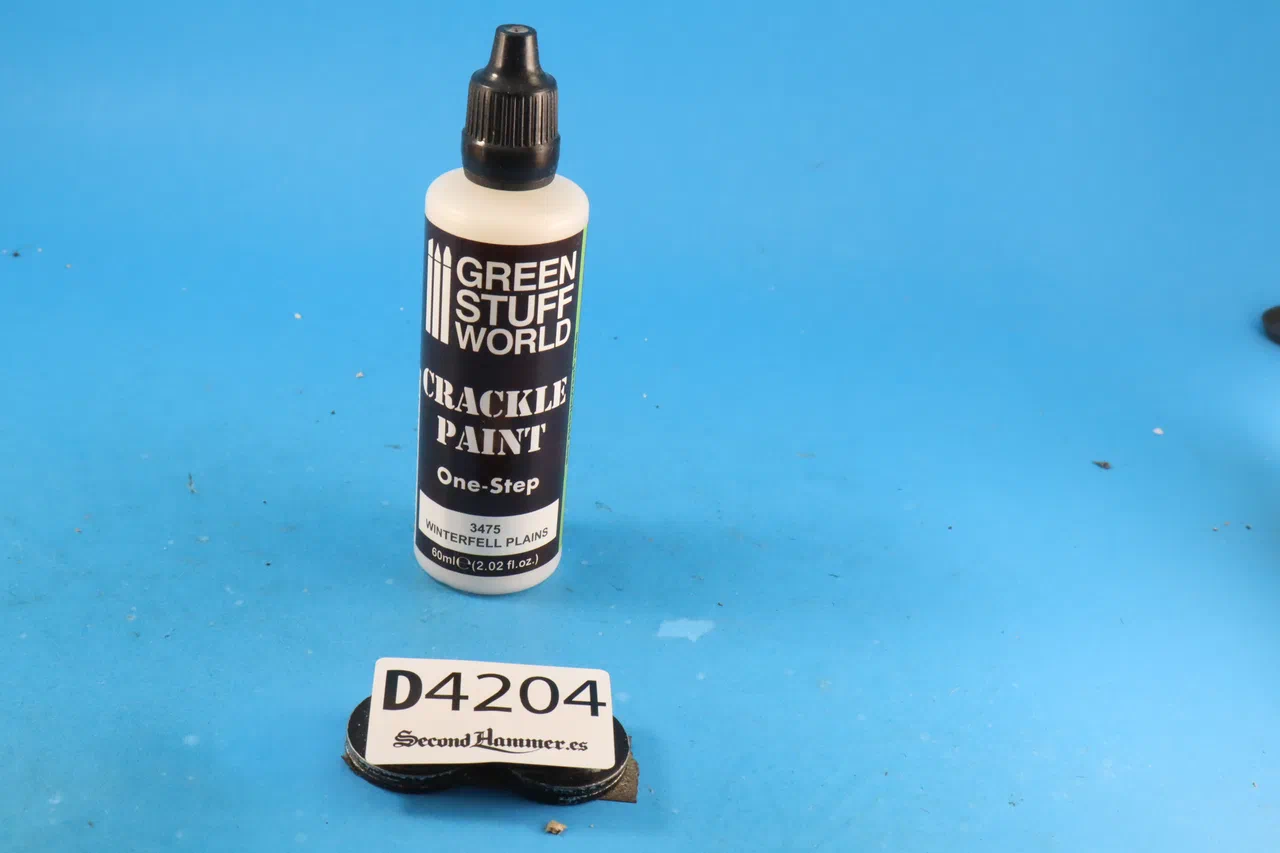 GREEN
STUFF
WORLD
CRACKLE
PAINT
One-Step
3475
WINTERFELL PLAINS
60ml℮(2.02 fl.oz.)
D4204
SecondHammer.es